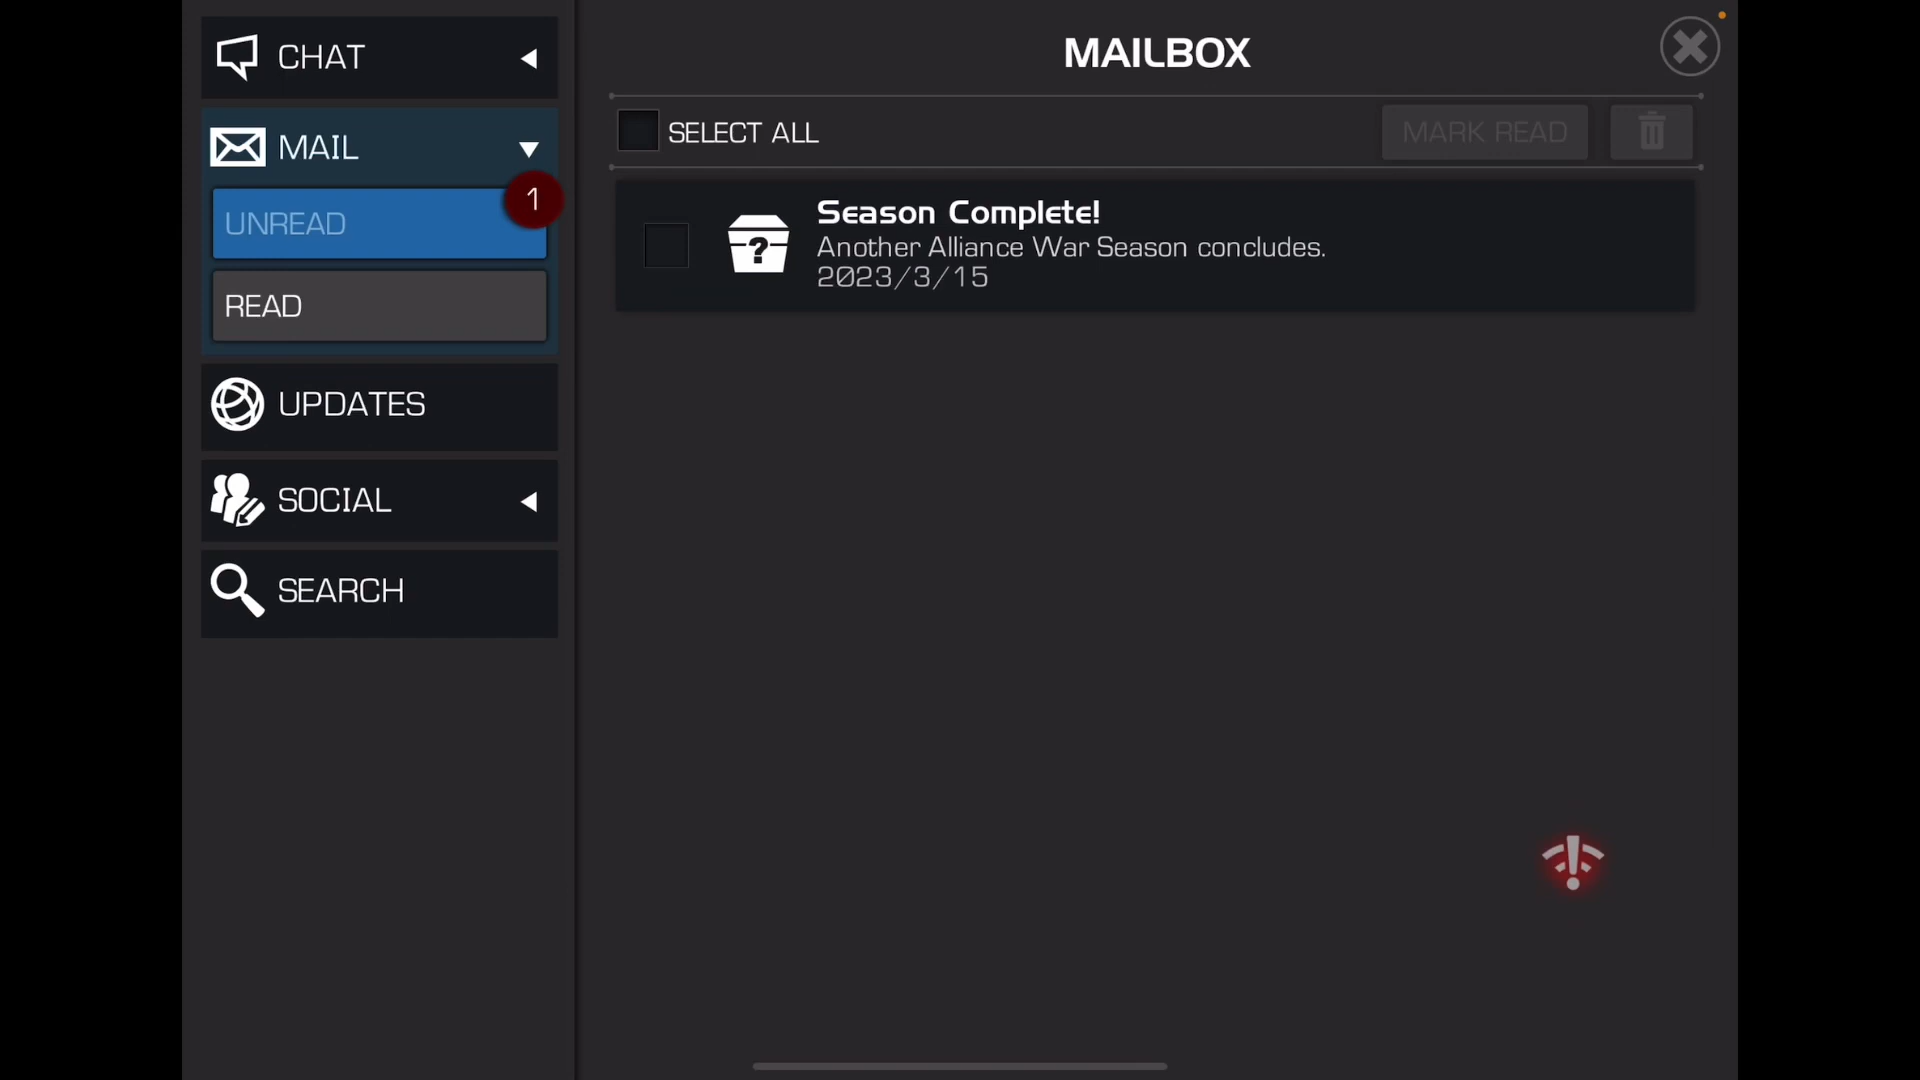 CHAT
MAIL
1
UNREAD
READ
UPDATES
SOCIAL
SEARCH
MAILBOX
SELECT ALL
MARK READ
?
Season Complete!
Another Alliance War Season concludes.
2023/3/15